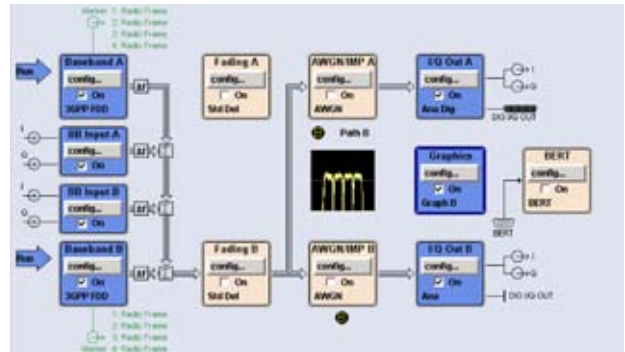 Marker 1: Radio Frame
2: Radio Frame
3: Radio Frame
4: Radio Frame
Run
Baseband A
config...
On
3GPP FDD
Fading A
config...
On
Std Del
AWGN/IMP A
config...
On
AWGN
I/Q Out A
config...
On
Ana Dig
I
Q
DIG I/Q OUT
I
Q
BB Input A
config...
On
Path B
Graphics
config...
On
Graph B
BERT
config...
On
BERT
BERT
I
Q
BB Input B
config...
On
Run
Baseband B
config...
On
3GPP FDD
Fading B
config...
On
Std Del
AWGN/IMP B
config...
On
AWGN
I/Q Out B
config...
On
Ana
I
Q
DIG I/Q OUT
1: Radio Frame
2: Radio Frame
3: Radio Frame
Marker 4: Radio Frame